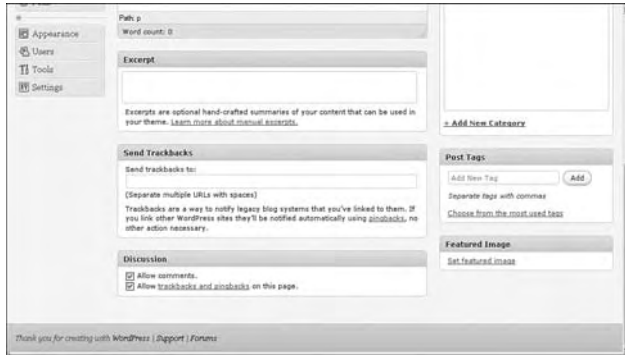 Appearance
Users
Tools
Settings
Path: p
Word count: 0
Excerpt
Excerpts are optional hand-crafted summaries of your content that can be used in
your theme. Learn more about manual excerpts.
Send Trackbacks
Send trackbacks to:
(Separate multiple URLs with spaces)
Trackbacks are a way to notify legacy blog systems that you've linked to them. If
you link other WordPress sites they'll be notified automatically using pingbacks, no
other action necessary.
Discussion
Allow comments.
Allow trackbacks and pingbacks on this page.
+ Add New Category
Post Tags
Add New Tag
Add
Separate tags with commas
Choose from the most used tags
Featured Image
Set featured image
Thank you for creating with WordPress | Support | Forums